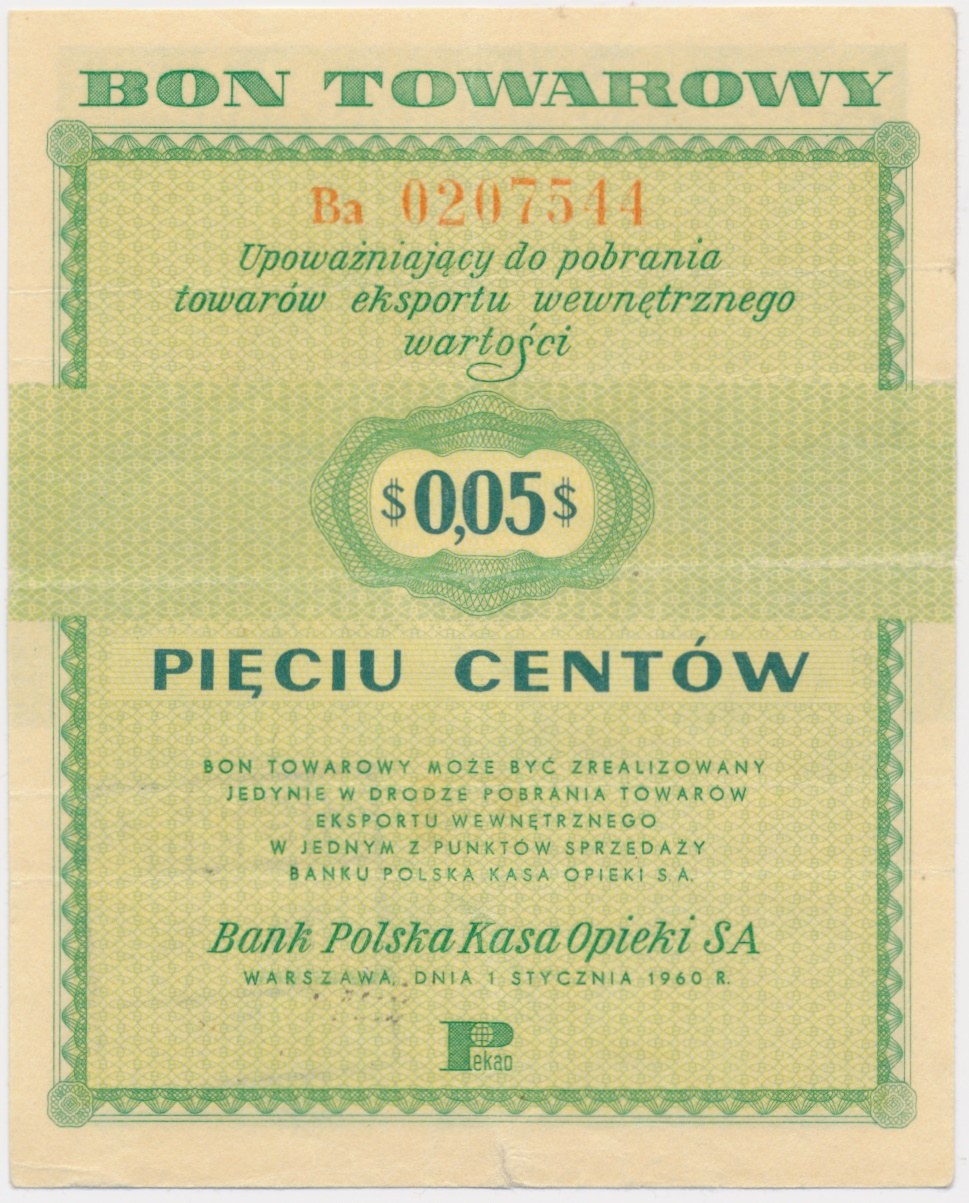 BON TOWAROWY
Ba 0207544
Upoważniający do pobrania
towarów eksportu wewnętrznego
wartości
$0,05$
PIĘCIU CENTÓW
BON TOWAROWY MOŻE BYĆ ZREALIZOWANY
JEDYNIE W DRODZE POBRANIA TOWARÓW
EKSPORTU WEWNĘTRZNEGO
W JEDNYM Z PUNKTÓW SPRZEDAŻY
BANKU POLSKA KASA OPIEKI S.A.
Bank Polska Kasa Opieki SA
WARSZAWA, DNIA 1 STYCZNIA 1960 R.
Pekao